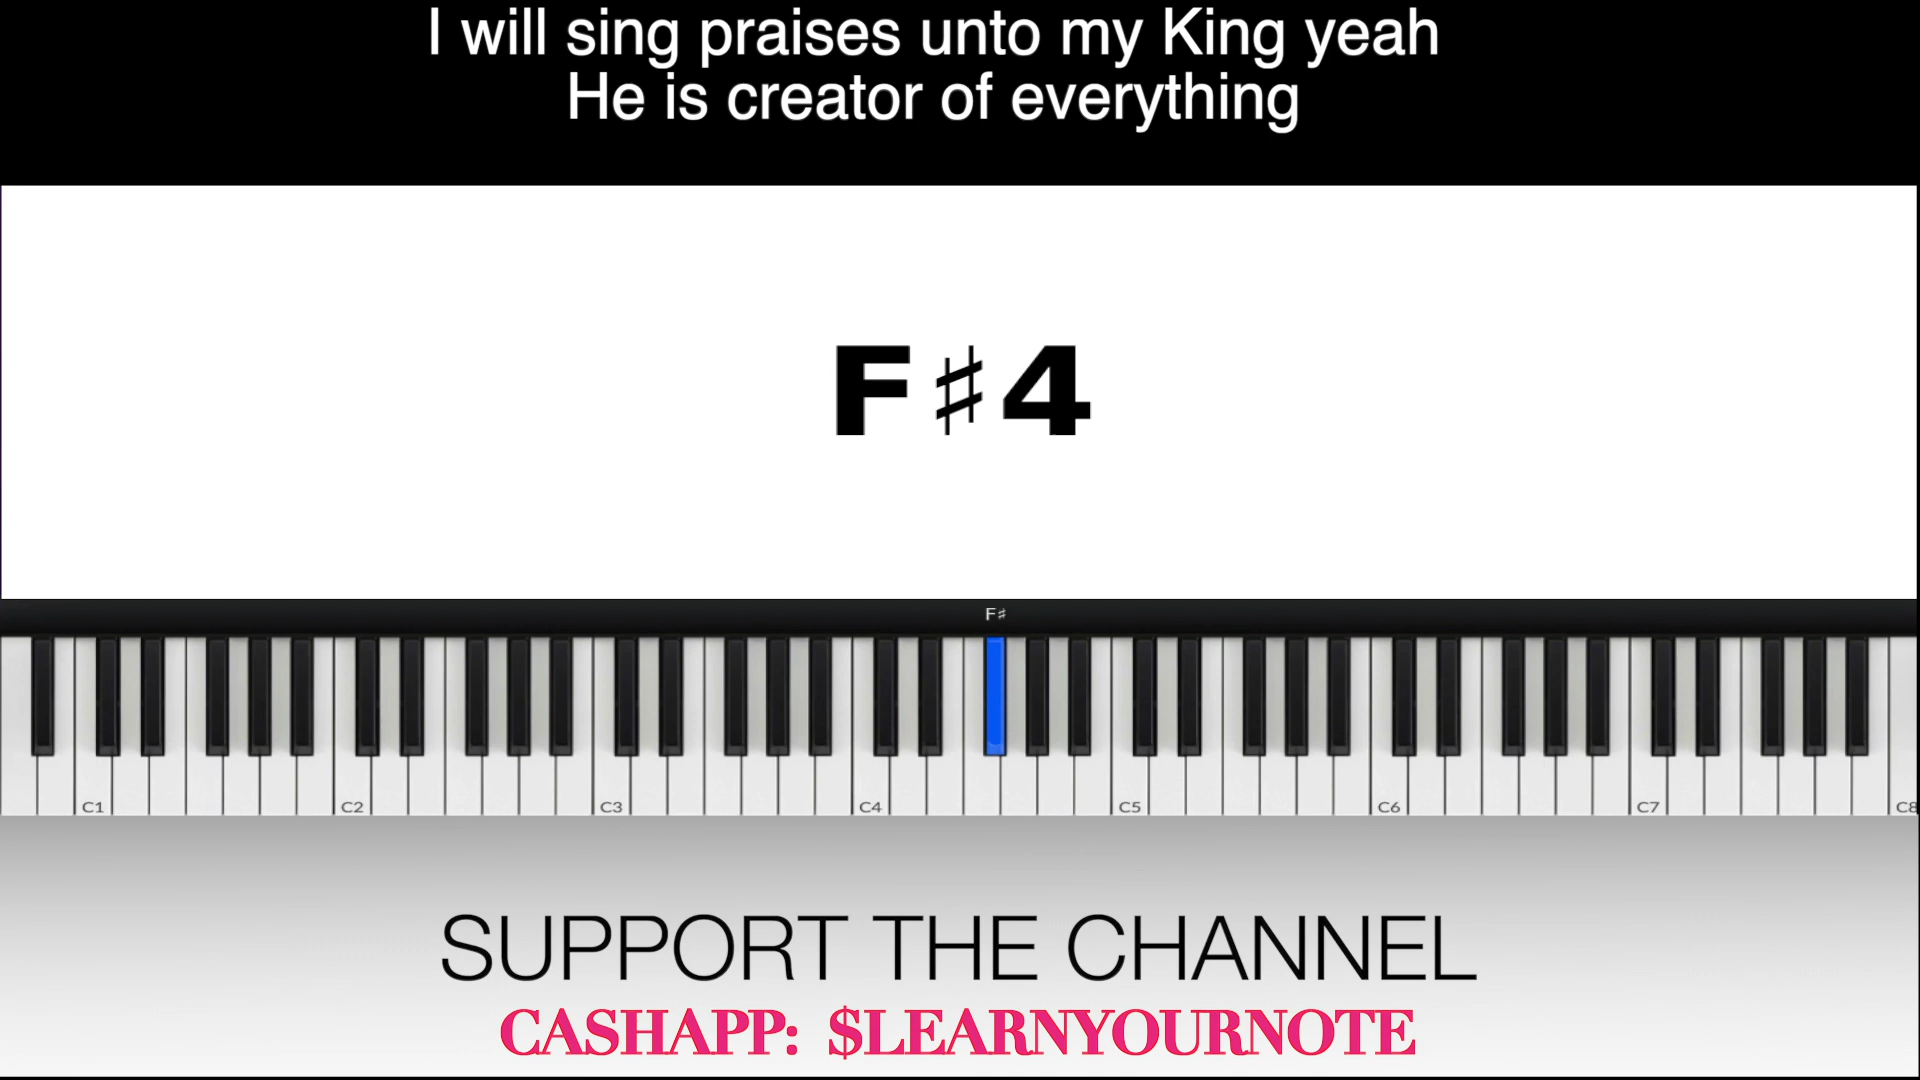 I will sing praises unto my King yeah
He is creator of everything
F♯4
F♯
C1 C2 C3 C4 C5 C6 C7 C8
SUPPORT THE CHANNEL
CASHAPP: $LEARNYOURNOTE